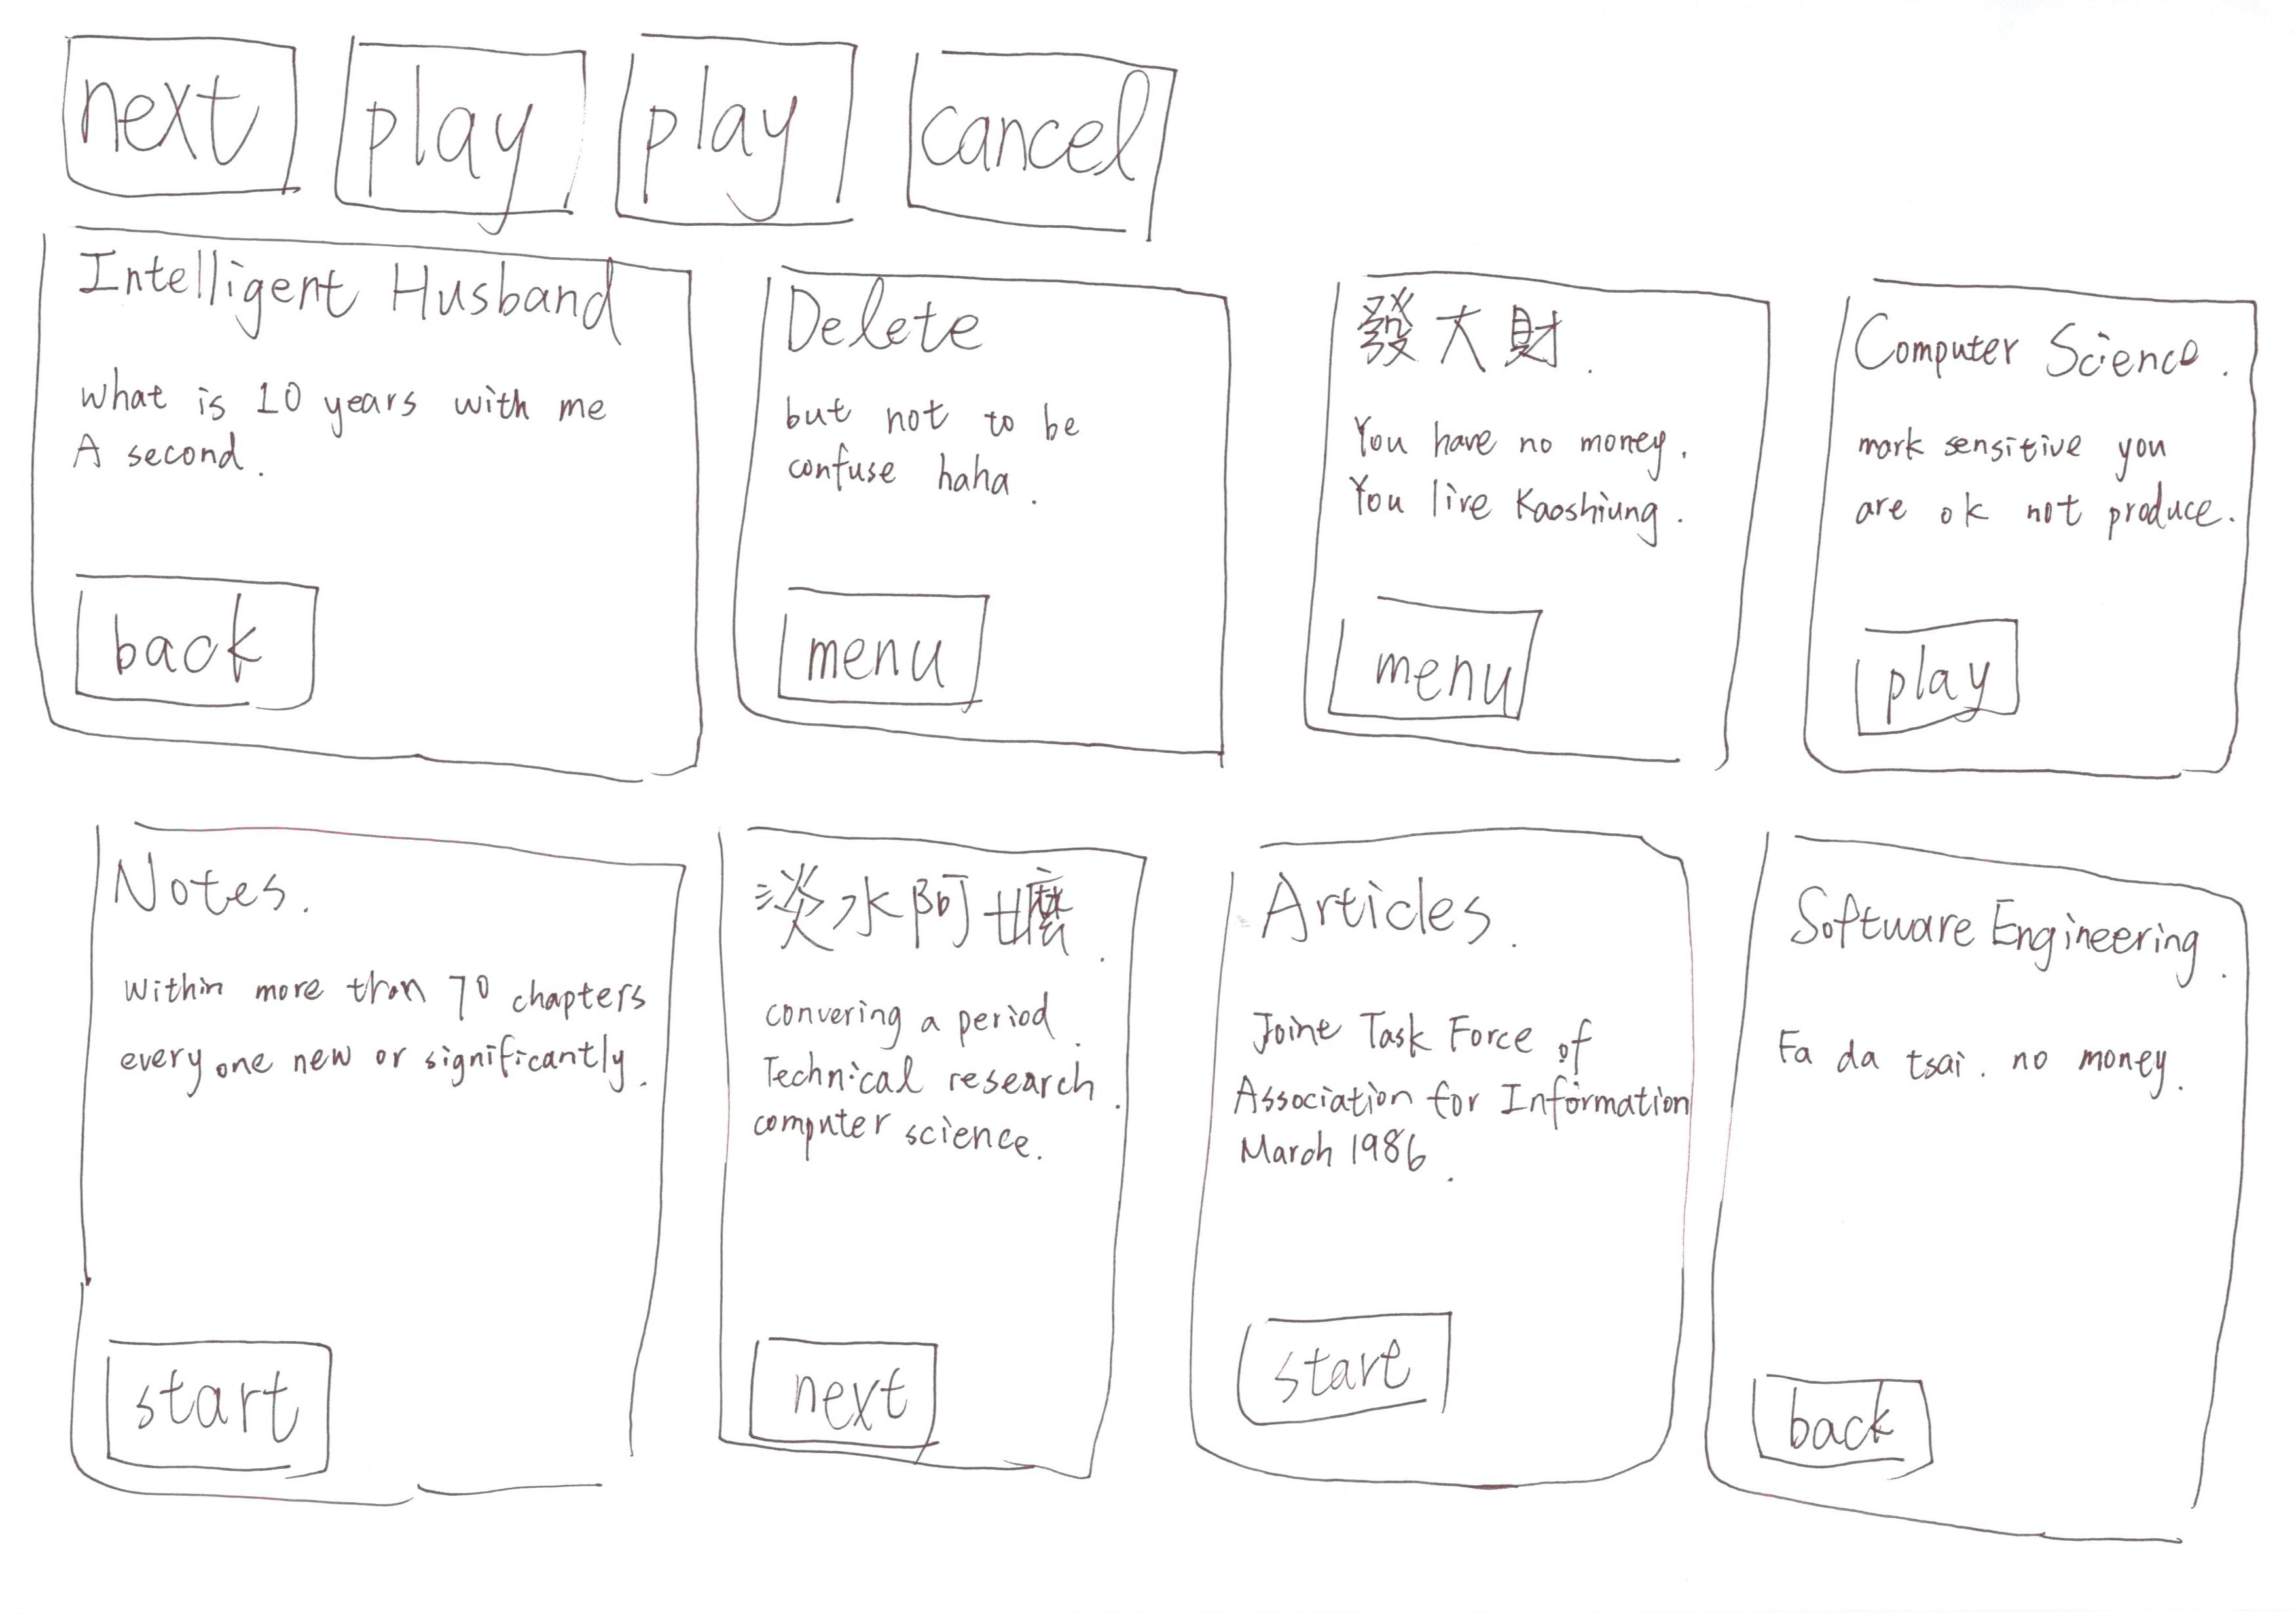 next
play
play
cancel
Intelligent Husband
what is 10 years with me
A second.
back
Delete
but not to be
confuse haha.
menu
發大財.
You have no money.
You live Kaoshiung.
menu
Computer Science.
mark sensitive you
are ok not produce.
play
Notes.
Within more than 70 chapters
every one new or significantly.
start
淡水阿嬤.
convering a period.
Technical research.
computer science.
next
Articles.
Joine Task Force of
Association for Information
March 1986.
start
Software Engineering.
Fa da tsai. no money.
back